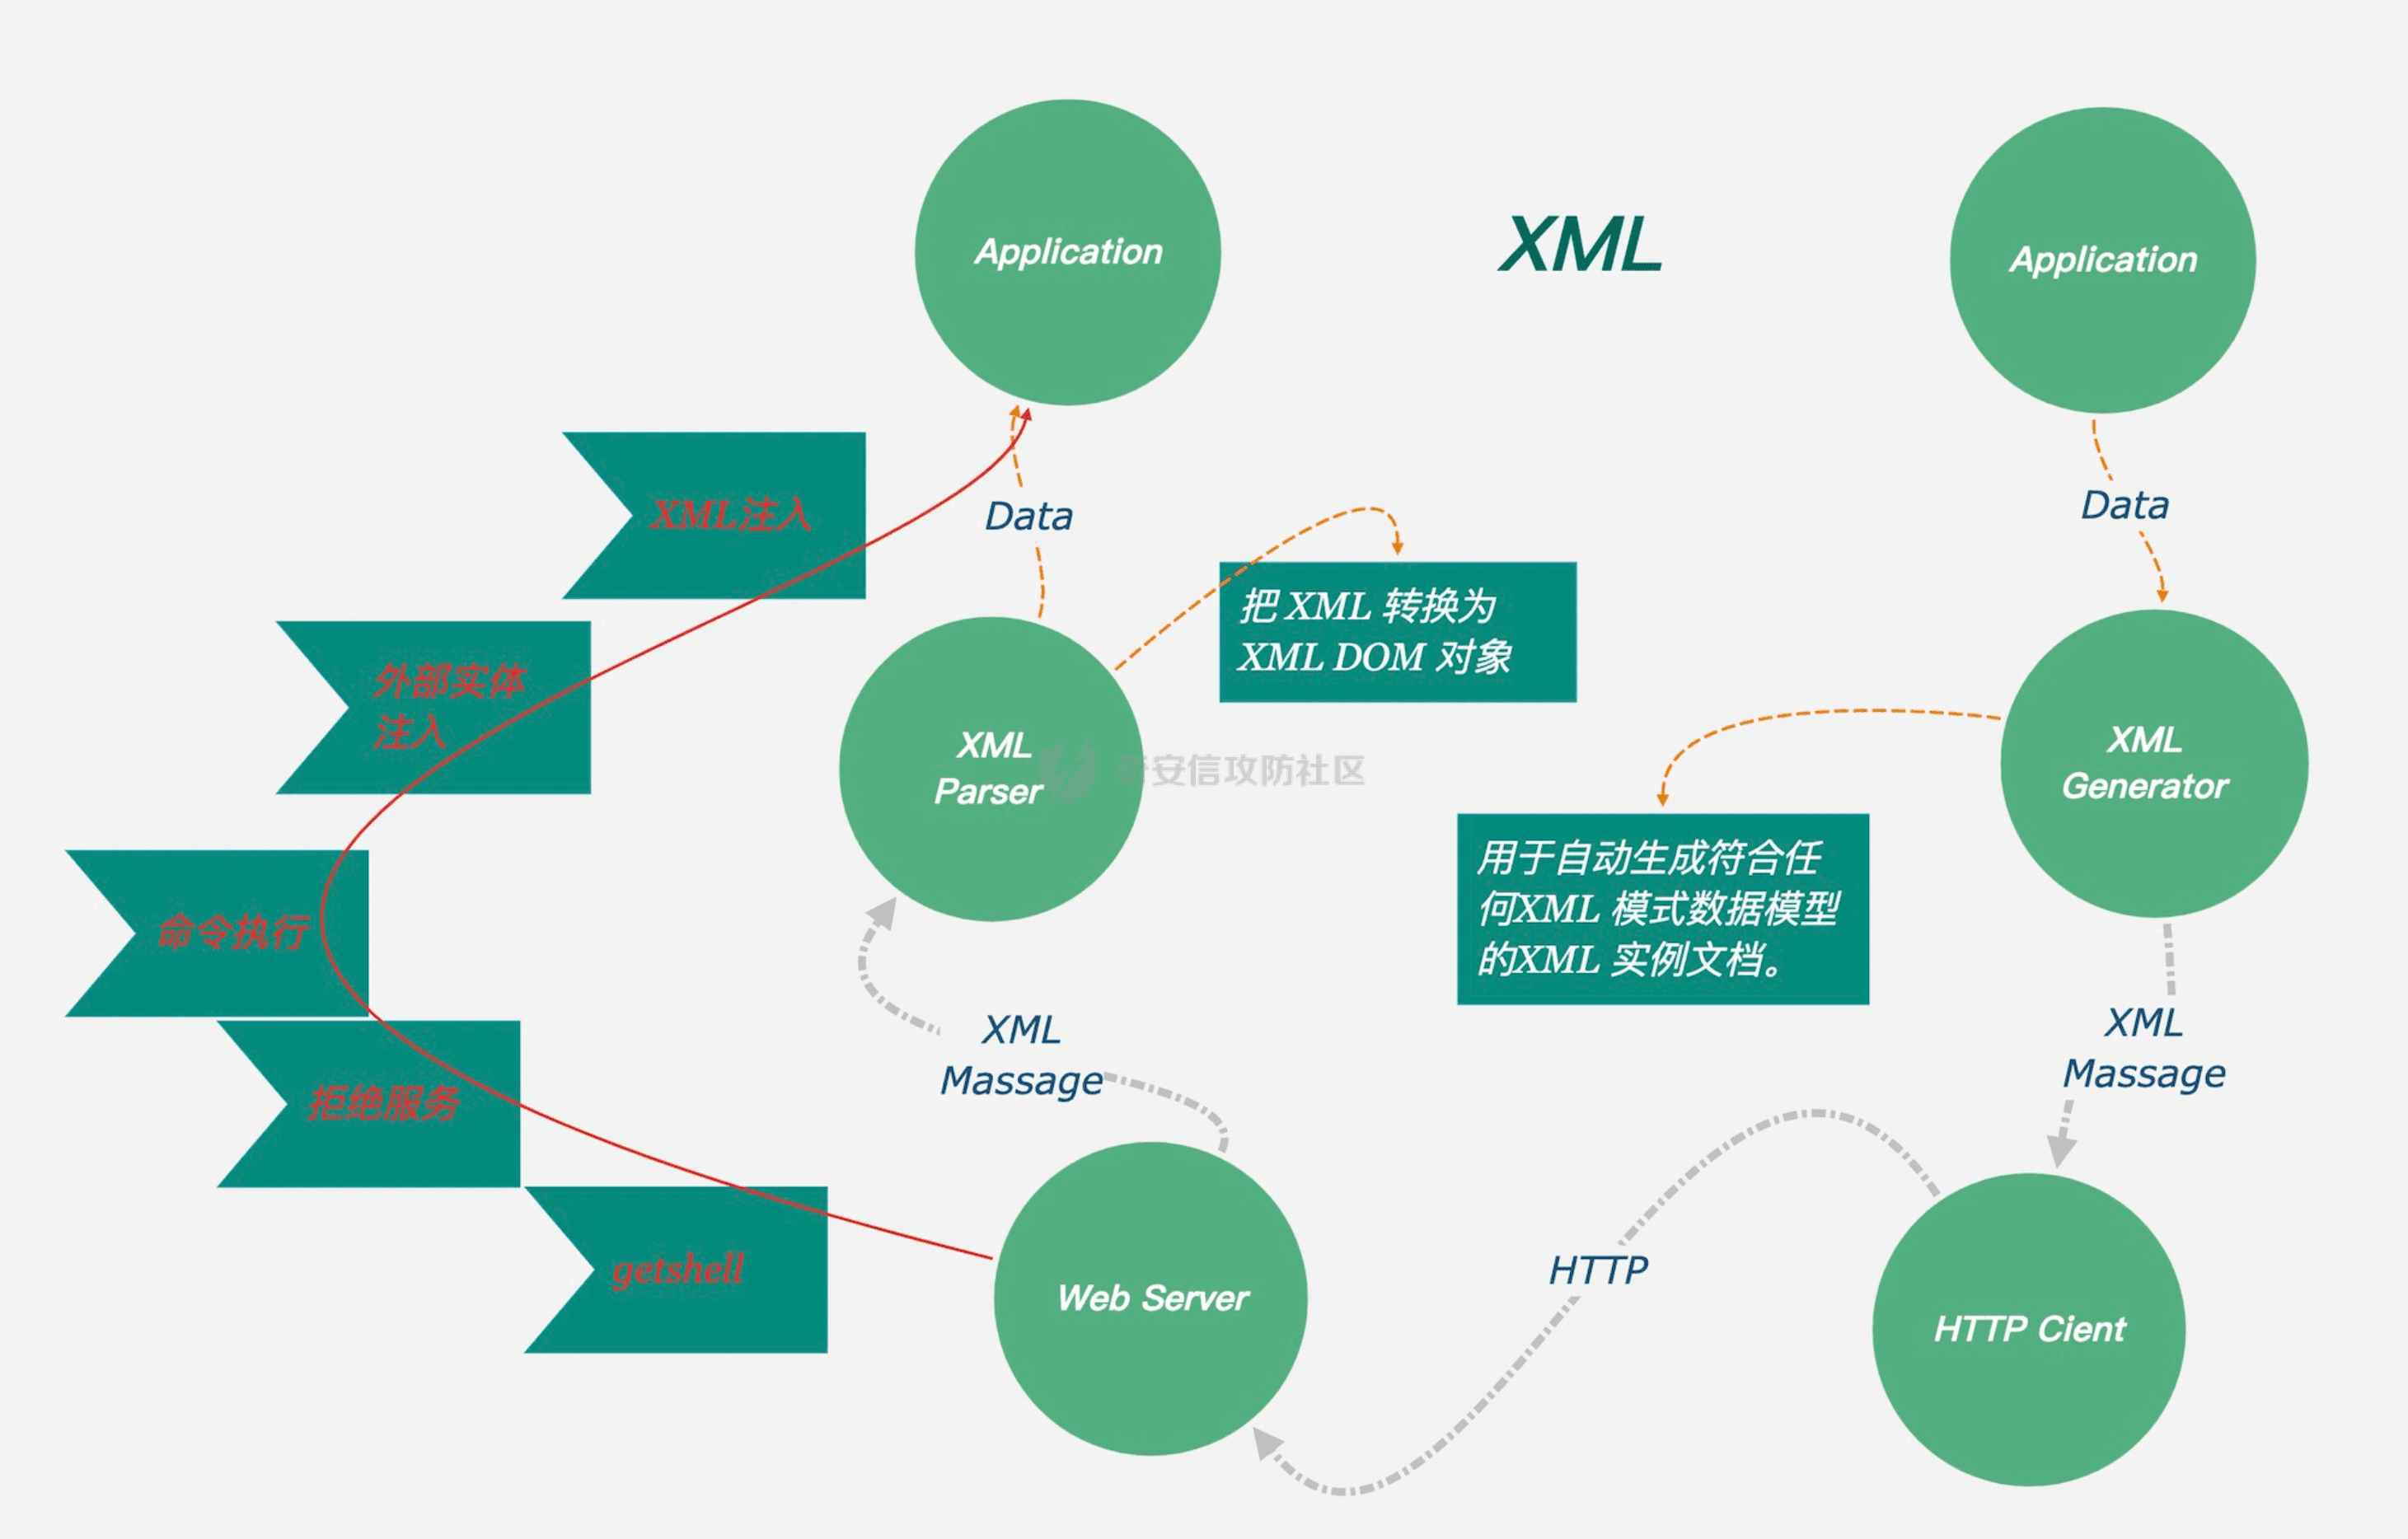 Application
XML
Application
XML注入
Data
Data
把 XML 转换为
XML DOM 对象
外部实体
注入
XML
Parser
安信攻防社区
XML
Generator
用于自动生成符合任
何XML 模式数据模型
的XML 实例文档。
命令执行
XML
Massage
XML
Massage
拒绝服务
getshell
HTTP
Web Server
HTTP Cient